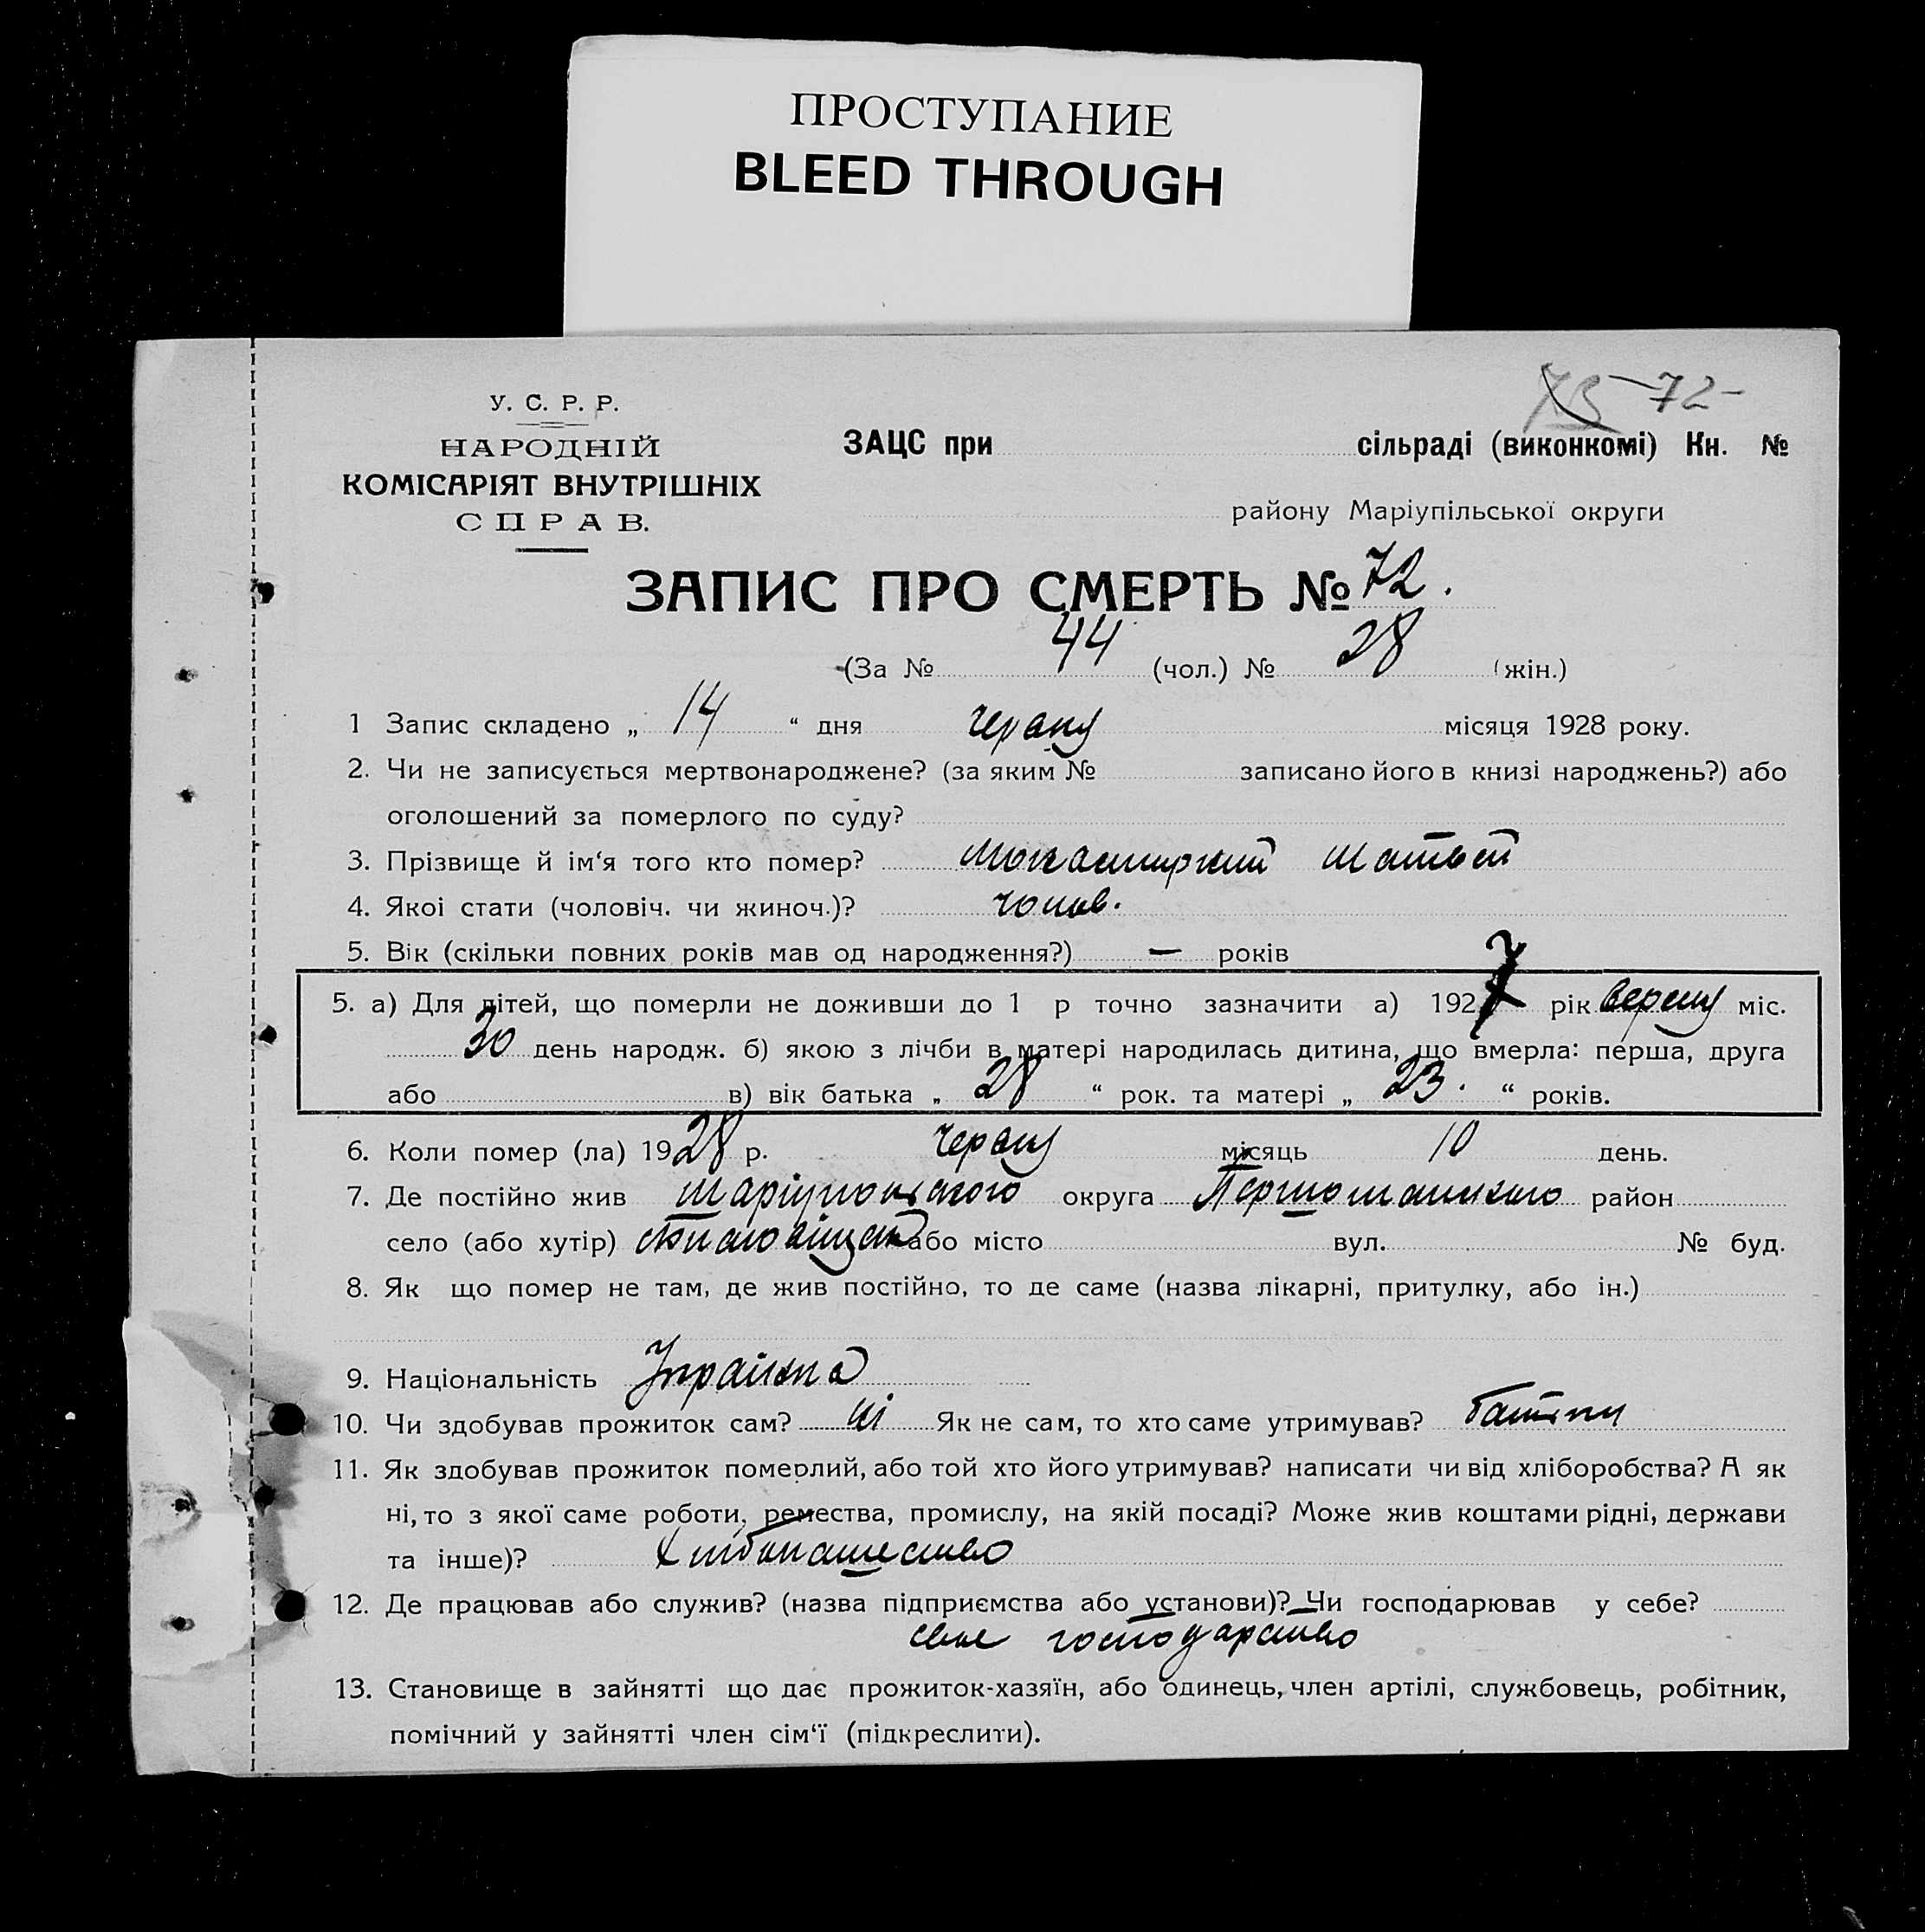 ПРОСТУПАНИЕ
BLEED THROUGH
73 72
У. С. Р. Р.
НАРОДНІЙ
КОМІСАРІЯТ ВНУТРІШНІХ
СПРАВ.
ЗАЦС при сільраді (виконкомі) Кн. №
району Маріупільської округи
ЗАПИС ПРО СМЕРТЬ № 72.
(За № 44 (чол.) № 28 (жін.)
1 Запис складено „ 14 “ дня червня місяця 1928 року.
2. Чи не записується мертвонароджене? (за яким № записано його в книзі народжень?) або
оголошений за померлого по суду?
3. Прізвище й ім‘я того кто помер? Матвей
4. Якоі стати (чоловіч. чи жиноч.)? чолов.
5. Вік (скільки повних років мав од народження?) — років
5. а) Для дітей, що померли не доживши до 1 р точно зазначити а) 1927 рік вересня міс.
30 день народж. б) якою з лічби в матері народилась дитина, що вмерла: перша, друга
або в) вік батька „ 28 “ рок. та матері „ 23. “ років.
6. Коли помер (ла) 1928 р. червня місяць 10 день.
7. Де постійно жив округа район
село (або хутір) або місто вул. № буд.
8. Як що помер не там, де жив постійно, то де саме (назва лікарні, притулку, або ін.)
9. Національність
10. Чи здобував прожиток сам? ні Як не сам, то хто саме утримував? батьки
11. Як здобував прожиток померлий, або той хто його утримував? написати чи від хліборобства? А як
ні, то з якої саме роботи, ремества, промислу, на якій посаді? Може жив коштами рідні, держави
та інше)? хлібопашество
12. Де працював або служив? (назва підприємства або установи)? Чи господарював у себе?
свое господарство
13. Становище в зайнятті що дає прожиток-хазяїн, або одинець, член артілі, службовець, робітник,
помічний у зайнятті член сім‘ї (підкреслити).